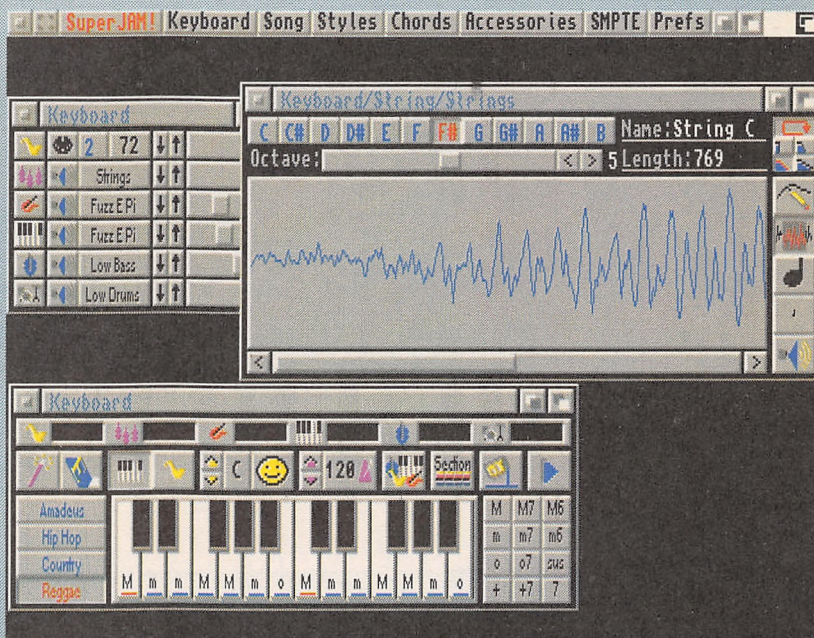 SuperJAM! Keyboard Song Styles Chords Accessories SMPTE Prefs
Keyboard/String/Strings
C C# D D# E F F# G G# A A# B Name:String C
Octave: < > 5 Length:769
< >
Keyboard
2 72
Strings
Fuzz E Pi
Fuzz E Pi
Low Bass
Low Drums
Keyboard
C 120 Section
Amadeus
Hip Hop
Country
Reggae
M m m M M m o M m m M M m o
M M7 M6
m m7 m6
o o7 sus
+ +7 7